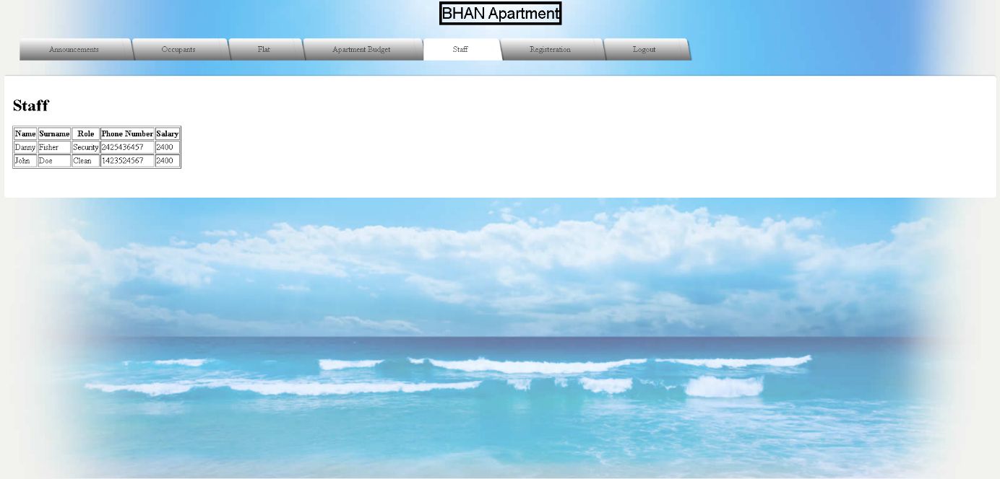 BHAN Apartment
Announcements Occupants Flat Apartment Budget Staff Registeration Logout
Staff
Name Surname Role Phone Number Salary
Danny Fisher Security 2425436457 2400
John Doe Clean 1423524567 2400